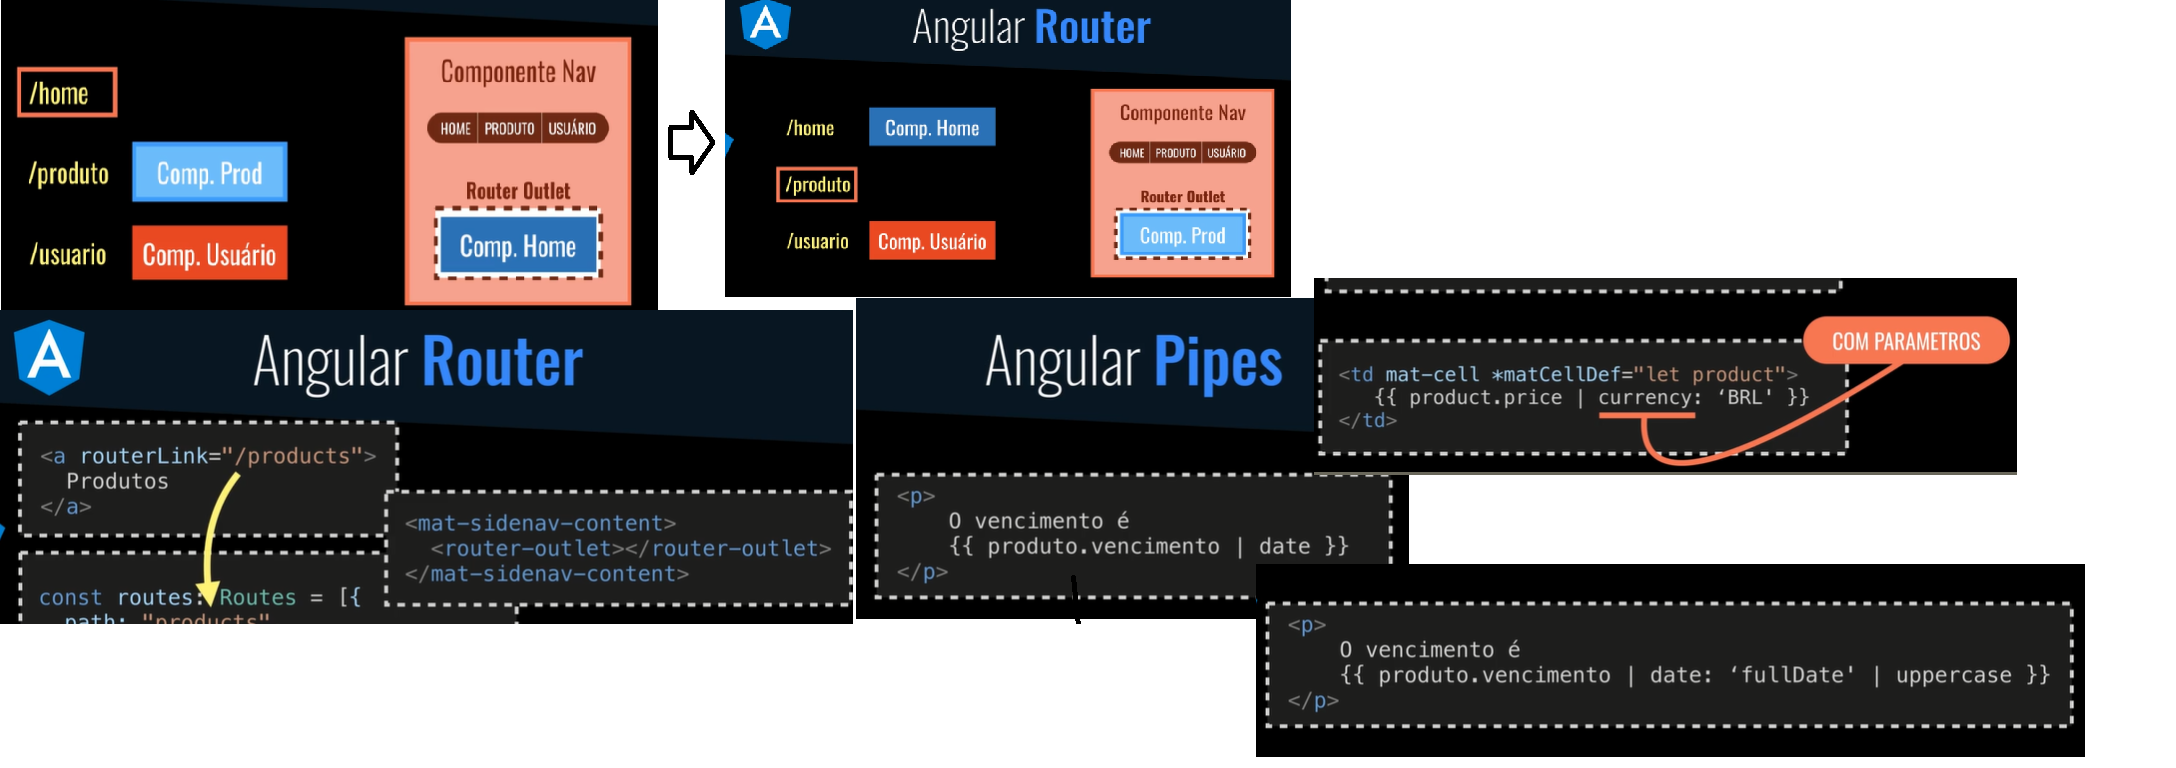 /home
/produto
Comp. Prod
/usuario
Comp. Usuário
Componente Nav
HOME
PRODUTO
USUÁRIO
Router Outlet
Comp. Home
Angular Router
/home
Comp. Home
/produto
/usuario
Comp. Usuário
Componente Nav
HOME
PRODUTO
USUÁRIO
Router Outlet
Comp. Prod
A
Angular Router
<a routerLink="/products">
Produtos
</a>
const routes: Routes = [{
path: "products"
<mat-sidenav-content>
<router-outlet></router-outlet>
</mat-sidenav-content>
Angular Pipes
<p>
O vencimento é
{{ produto.vencimento | date }}
</p>
COM PARAMETROS
<td mat-cell *matCellDef="let product">
{{ product.price | currency: ‘BRL' }}
</td>
<p>
O vencimento é
{{ produto.vencimento | date: ‘fullDate' | uppercase }}
</p>